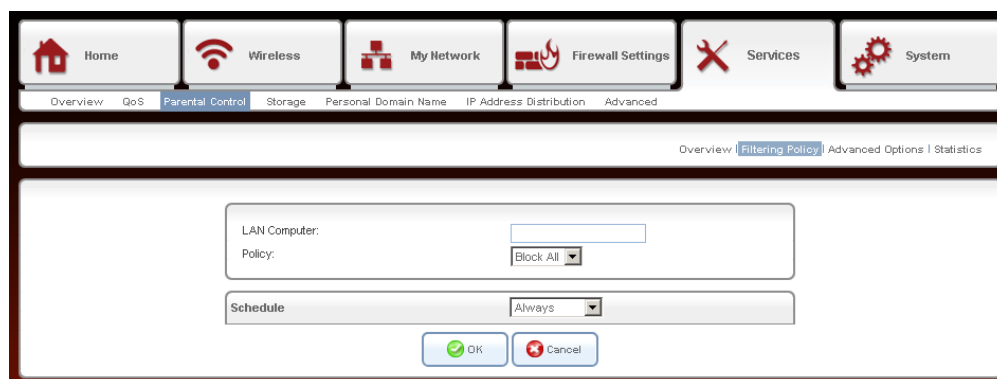 Home Wireless My Network Firewall Settings Services System
Overview QoS Parental Control Storage Personal Domain Name IP Address Distribution Advanced
Overview | Filtering Policy | Advanced Options | Statistics
LAN Computer:
Policy: Block All
Schedule Always
OK Cancel